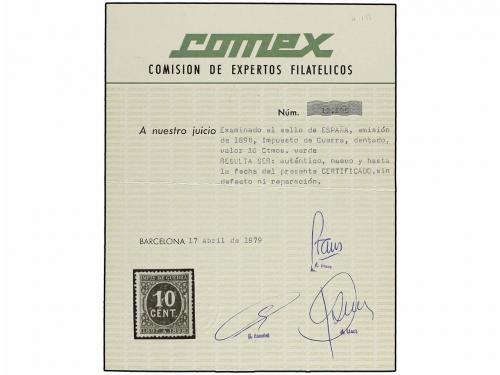 comex
COMISION DE EXPERTOS FILATELICOS
Núm.
A nuestro juicio Examinado el sello de ESPAÑA, emisión
de 1898, Impuesto de Guerra, dentado,
valor 10 Ctmos. verde
RESULTA SER: auténtico, nuevo y hasta
la fecha del presente CERTIFICADO, sin
defecto ni reparación.
BARCELONA 17 Abril de 1979
IMPTO DE GUERRA
10
CENT.
1897 A 1898